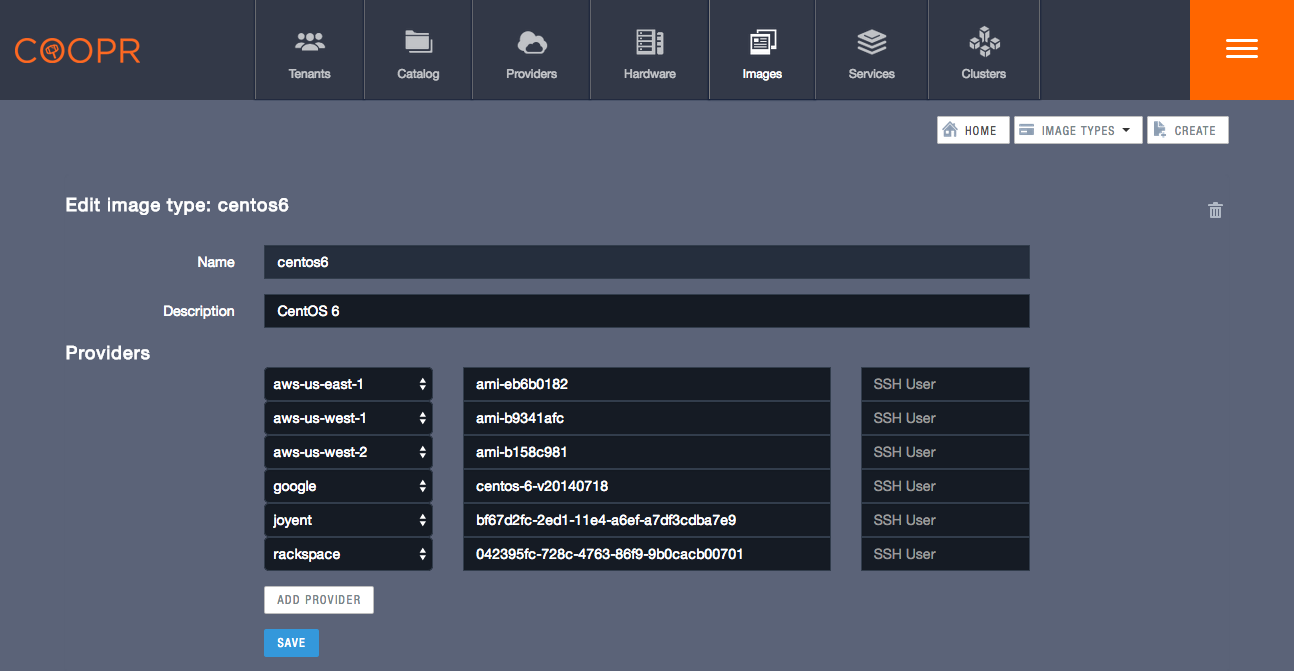 COOPR
Tenants
Catalog
Providers
Hardware
Images
Services
Clusters
HOME
IMAGE TYPES
CREATE
Edit image type: centos6
Name
centos6
Description
CentOS 6
Providers
aws-us-east-1 ami-eb6b0182 SSH User
aws-us-west-1 ami-b9341afc SSH User
aws-us-west-2 ami-b158c981 SSH User
google centos-6-v20140718 SSH User
joyent bf67d2fc-2ed1-11e4-a6ef-a7df3cdba7e9 SSH User
rackspace 042395fc-728c-4763-86f9-9b0cacb00701 SSH User
ADD PROVIDER
SAVE